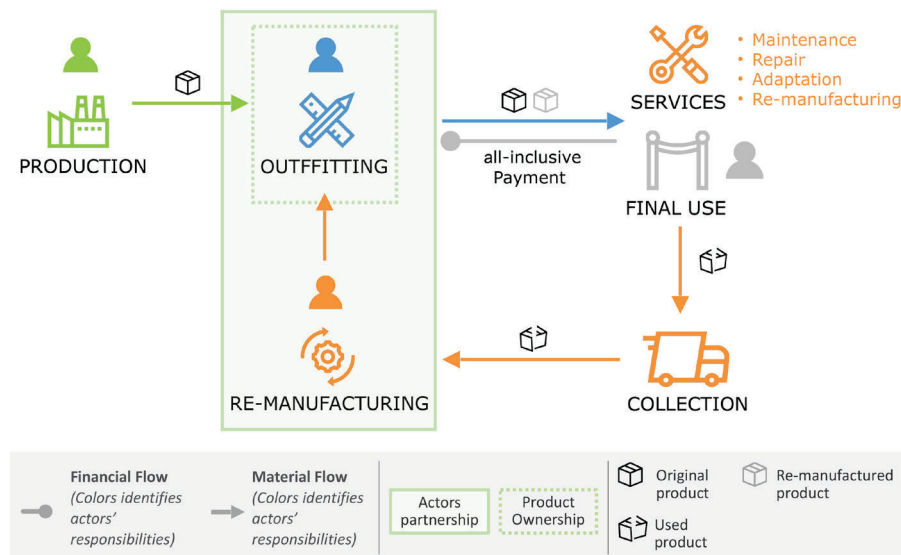 PRODUCTION
OUTFFITTING
RE-MANUFACTURING
all-inclusive
Payment
SERVICES
• Maintenance
• Repair
• Adaptation
• Re-manufacturing
FINAL USE
COLLECTION
Financial Flow
(Colors identifies
actors’
responsibilities)
Material Flow
(Colors identifies
actors’
responsibilities)
Actors
partnership
Product
Ownership
Original
product
Used
product
Re-manufactured
product